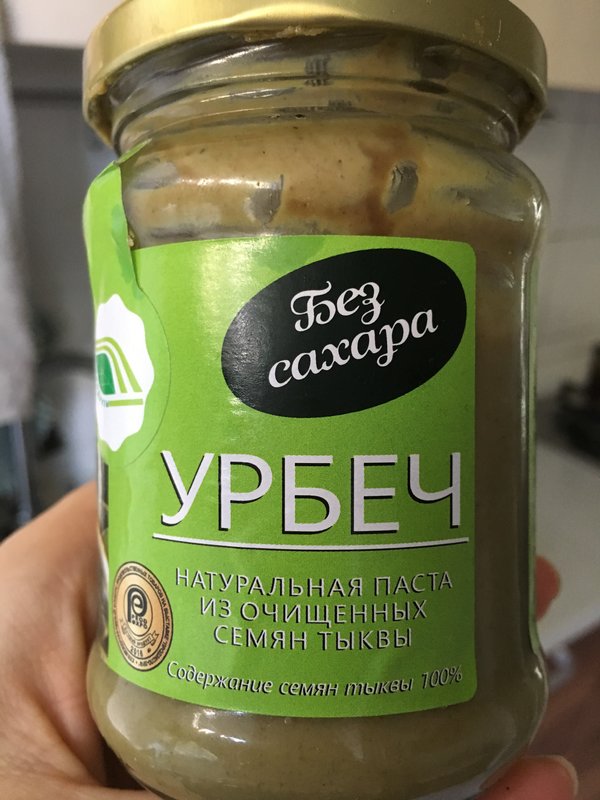 Без
сахара
УРБЕЧ
НАТУРАЛЬНАЯ ПАСТА
ИЗ ОЧИЩЕННЫХ
СЕМЯН ТЫКВЫ
Содержание семян тыквы 100%